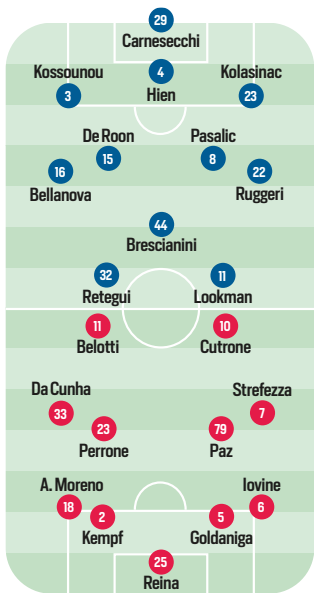 29
Carnesecchi
Kossounou 4 Kolasinac
3 Hien 23
De Roon Pasalic
16 15 8 22
Bellanova Ruggeri
44
Brescianini
32 11
Retegui Lookman
11 10
Belotti Cutrone
Da Cunha Strefezza
33 23 79 7
Perrone Paz
A. Moreno Iovine
18 2 5 6
Kempf Goldaniga
25
Reina